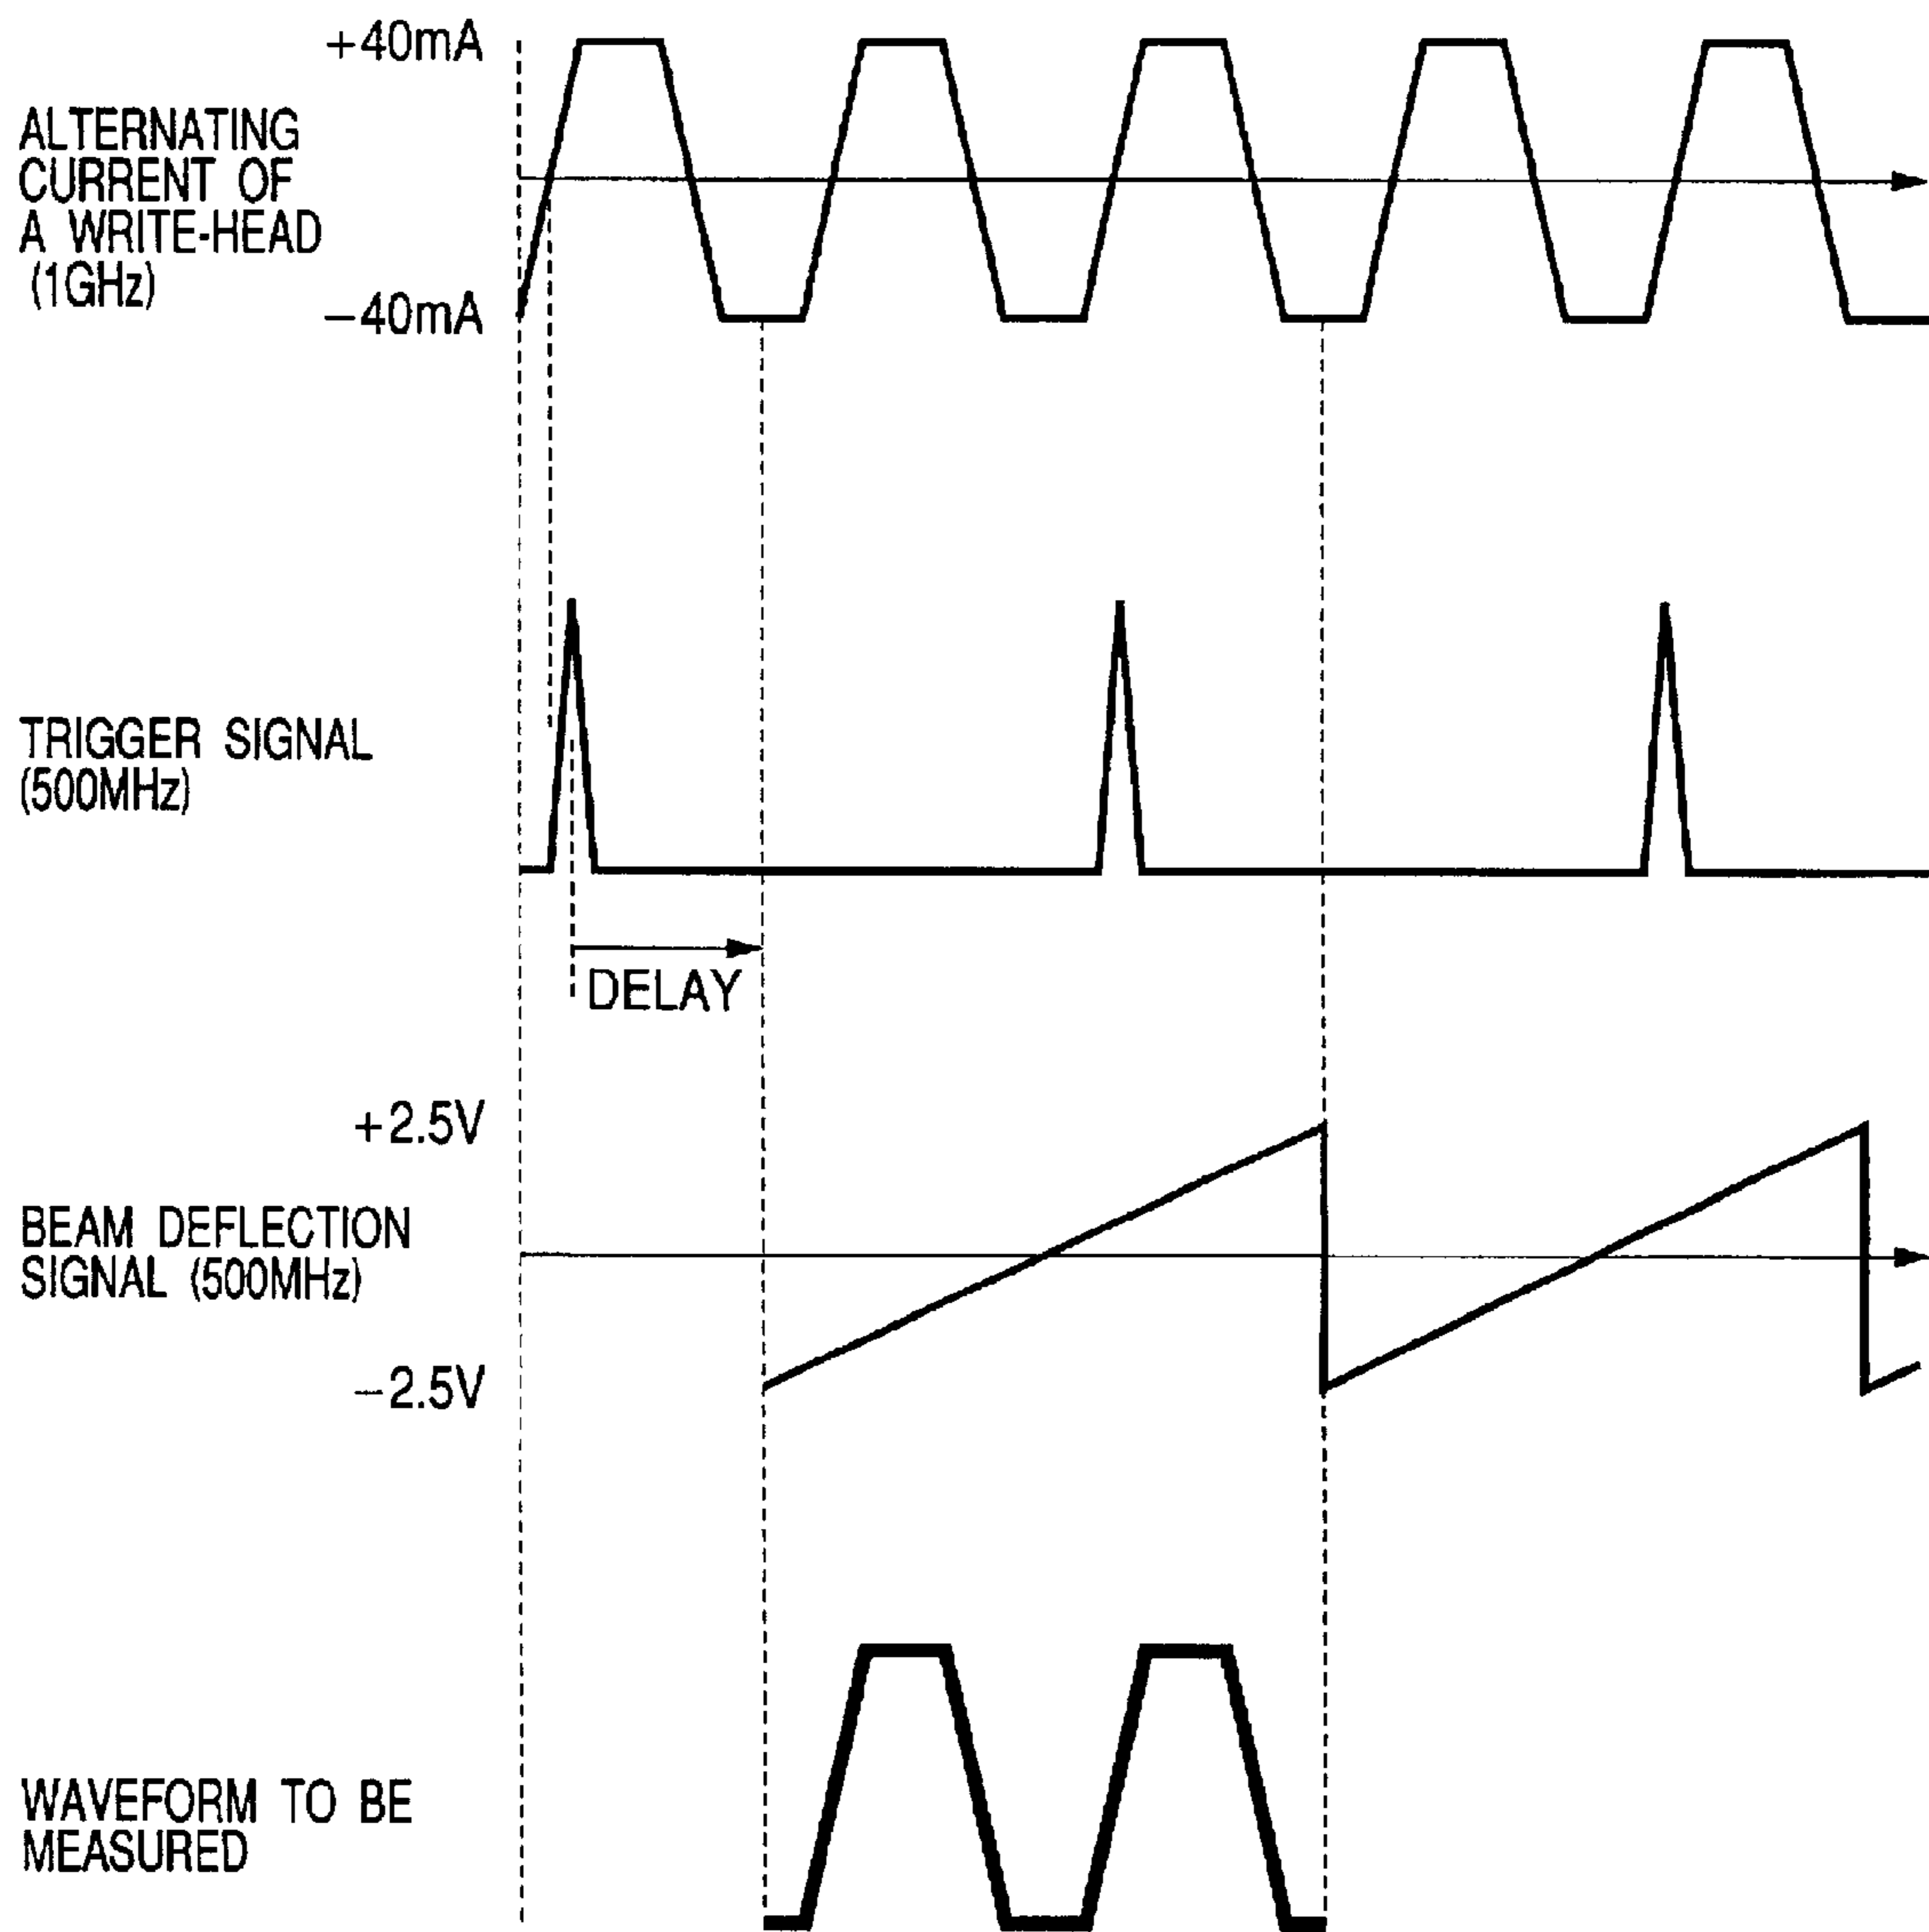 +40mA
ALTERNATING
CURRENT OF
A WRITE-HEAD
(1GHz)
−40mA
TRIGGER SIGNAL
(500MHz)
DELAY
+2.5V
BEAM DEFLECTION
SIGNAL (500MHz)
−2.5V
WAVEFORM TO BE
MEASURED